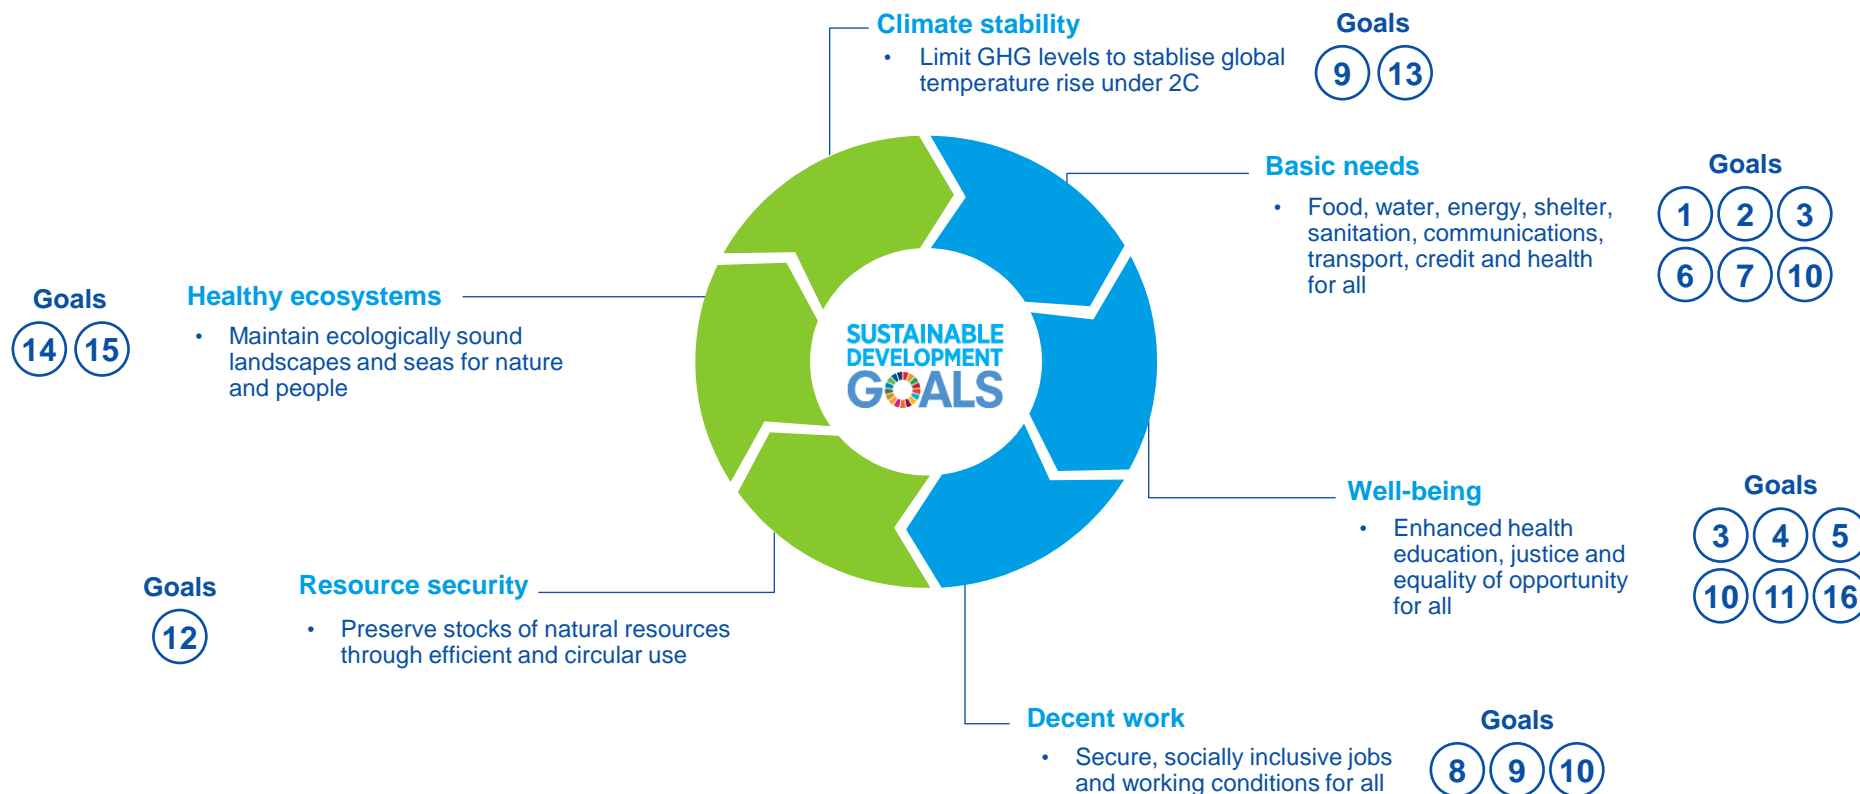 Climate stability
• Limit GHG levels to stablise global
temperature rise under 2C
Goals
9 13
Basic needs
• Food, water, energy, shelter,
sanitation, communications,
transport, credit and health
for all
Goals
1 2 3
6 7 10
Goals
14 15
Healthy ecosystems
• Maintain ecologically sound
landscapes and seas for nature
and people
SUSTAINABLE
DEVELOPMENT
GOALS
Well-being
• Enhanced health
education, justice and
equality of opportunity
for all
Goals
3 4 5
10 11 16
Goals
12
Resource security
• Preserve stocks of natural resources
through efficient and circular use
Decent work
• Secure, socially inclusive jobs
and working conditions for all
Goals
8 9 10